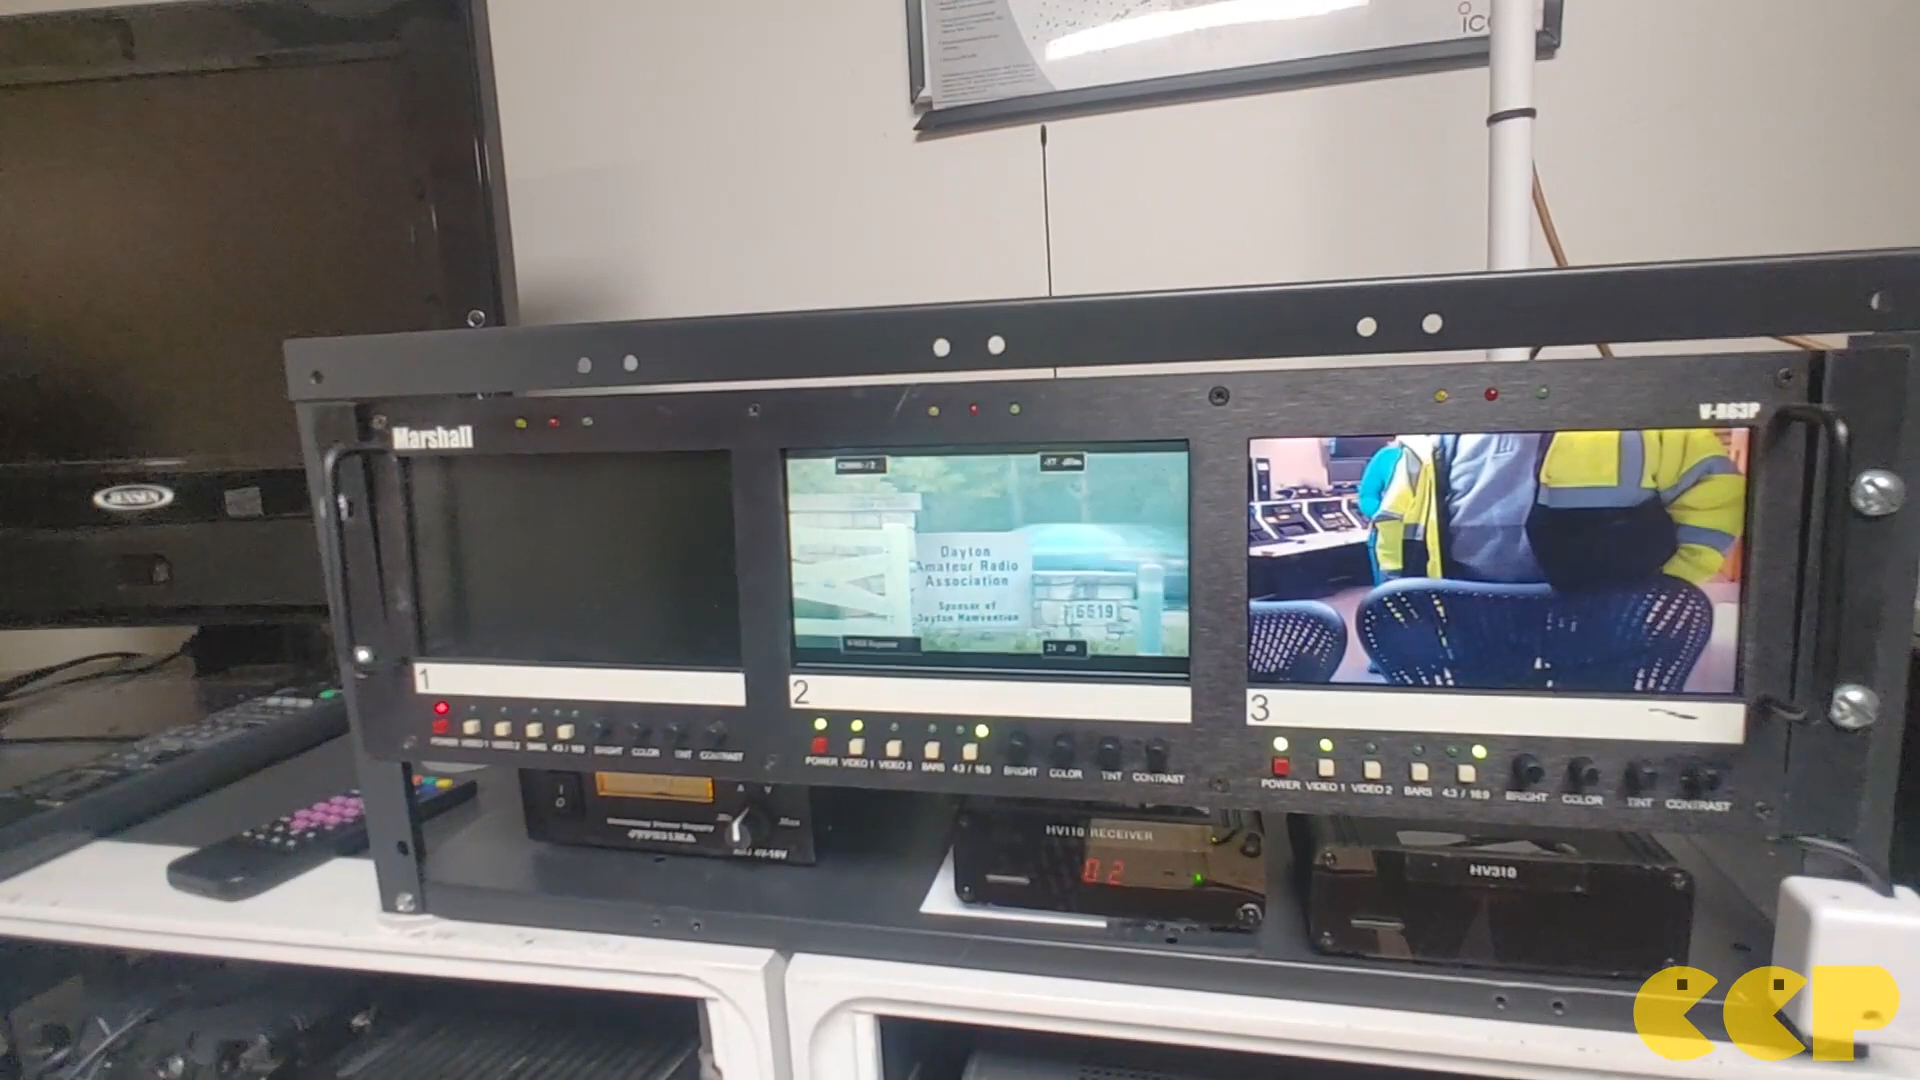 JENSEN
Marshall
V-R63P
Dayton
Amateur Radio
Association
Sponsor of
Dayton Hamvention
6619
1
2
3
POWER VIDEO 1 VIDEO 2 BARS 4:3 / 16:9 BRIGHT COLOR TINT CONTRAST
POWER VIDEO 1 VIDEO 2 BARS 4:3 / 16:9 BRIGHT COLOR TINT CONTRAST
POWER VIDEO 1 VIDEO 2 BARS 4:3 / 16:9 BRIGHT COLOR TINT CONTRAST
HV110 RECEIVER
02
HV310
CCP